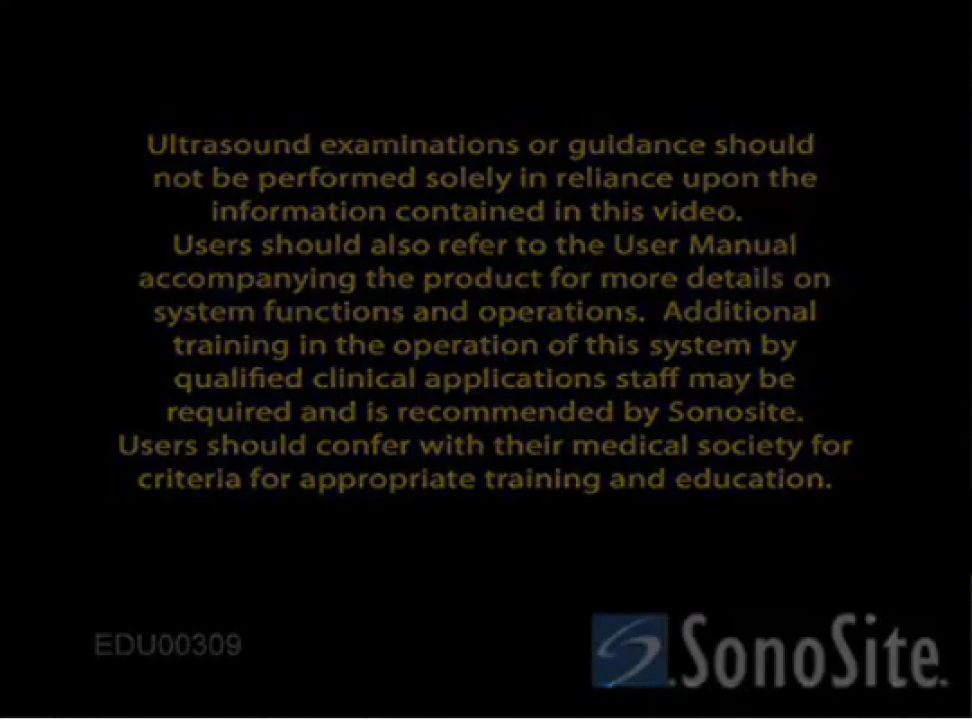 Ultrasound examinations or guidance should
not be performed solely in reliance upon the
information contained in this video.
Users should also refer to the User Manual
accompanying the product for more details on
system functions and operations.  Additional
training in the operation of this system by
qualified clinical applications staff may be
required and is recommended by Sonosite.
Users should confer with their medical society for
criteria for appropriate training and education.
EDU00309
SonoSite.